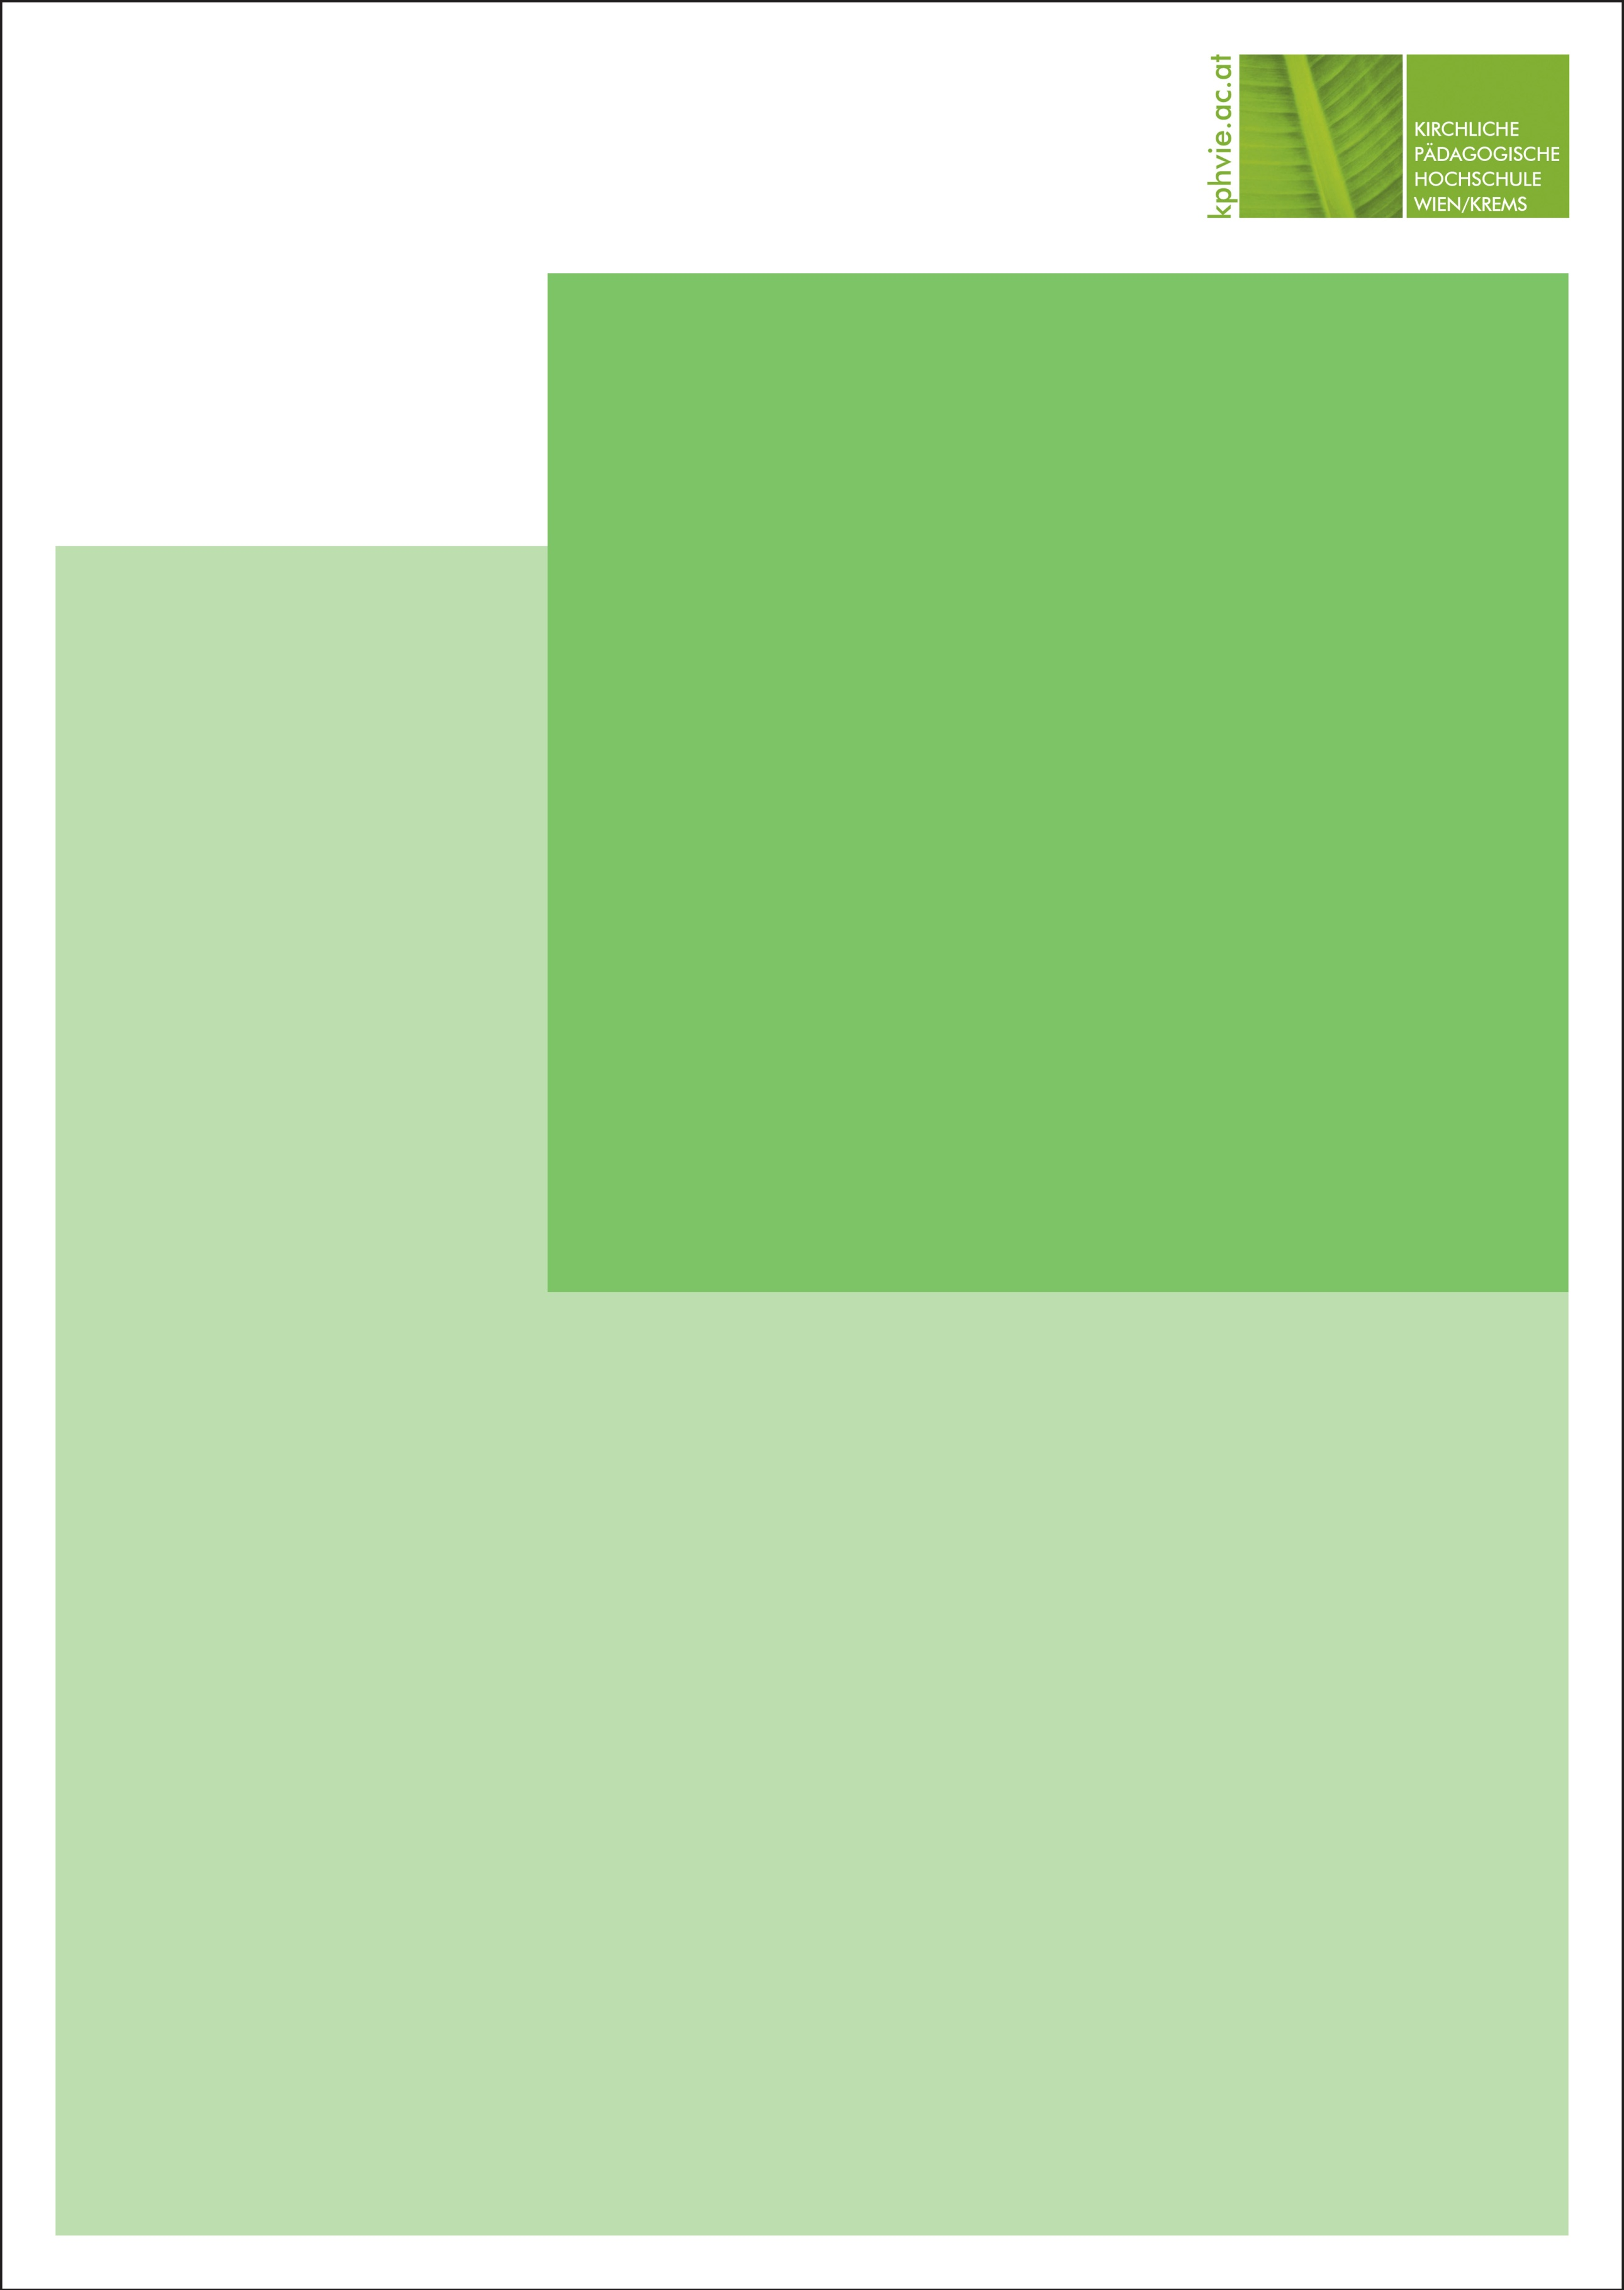 kphvie.ac.at
KIRCHLICHE
PÄDAGOGISCHE
HOCHSCHULE
WIEN/KREMS